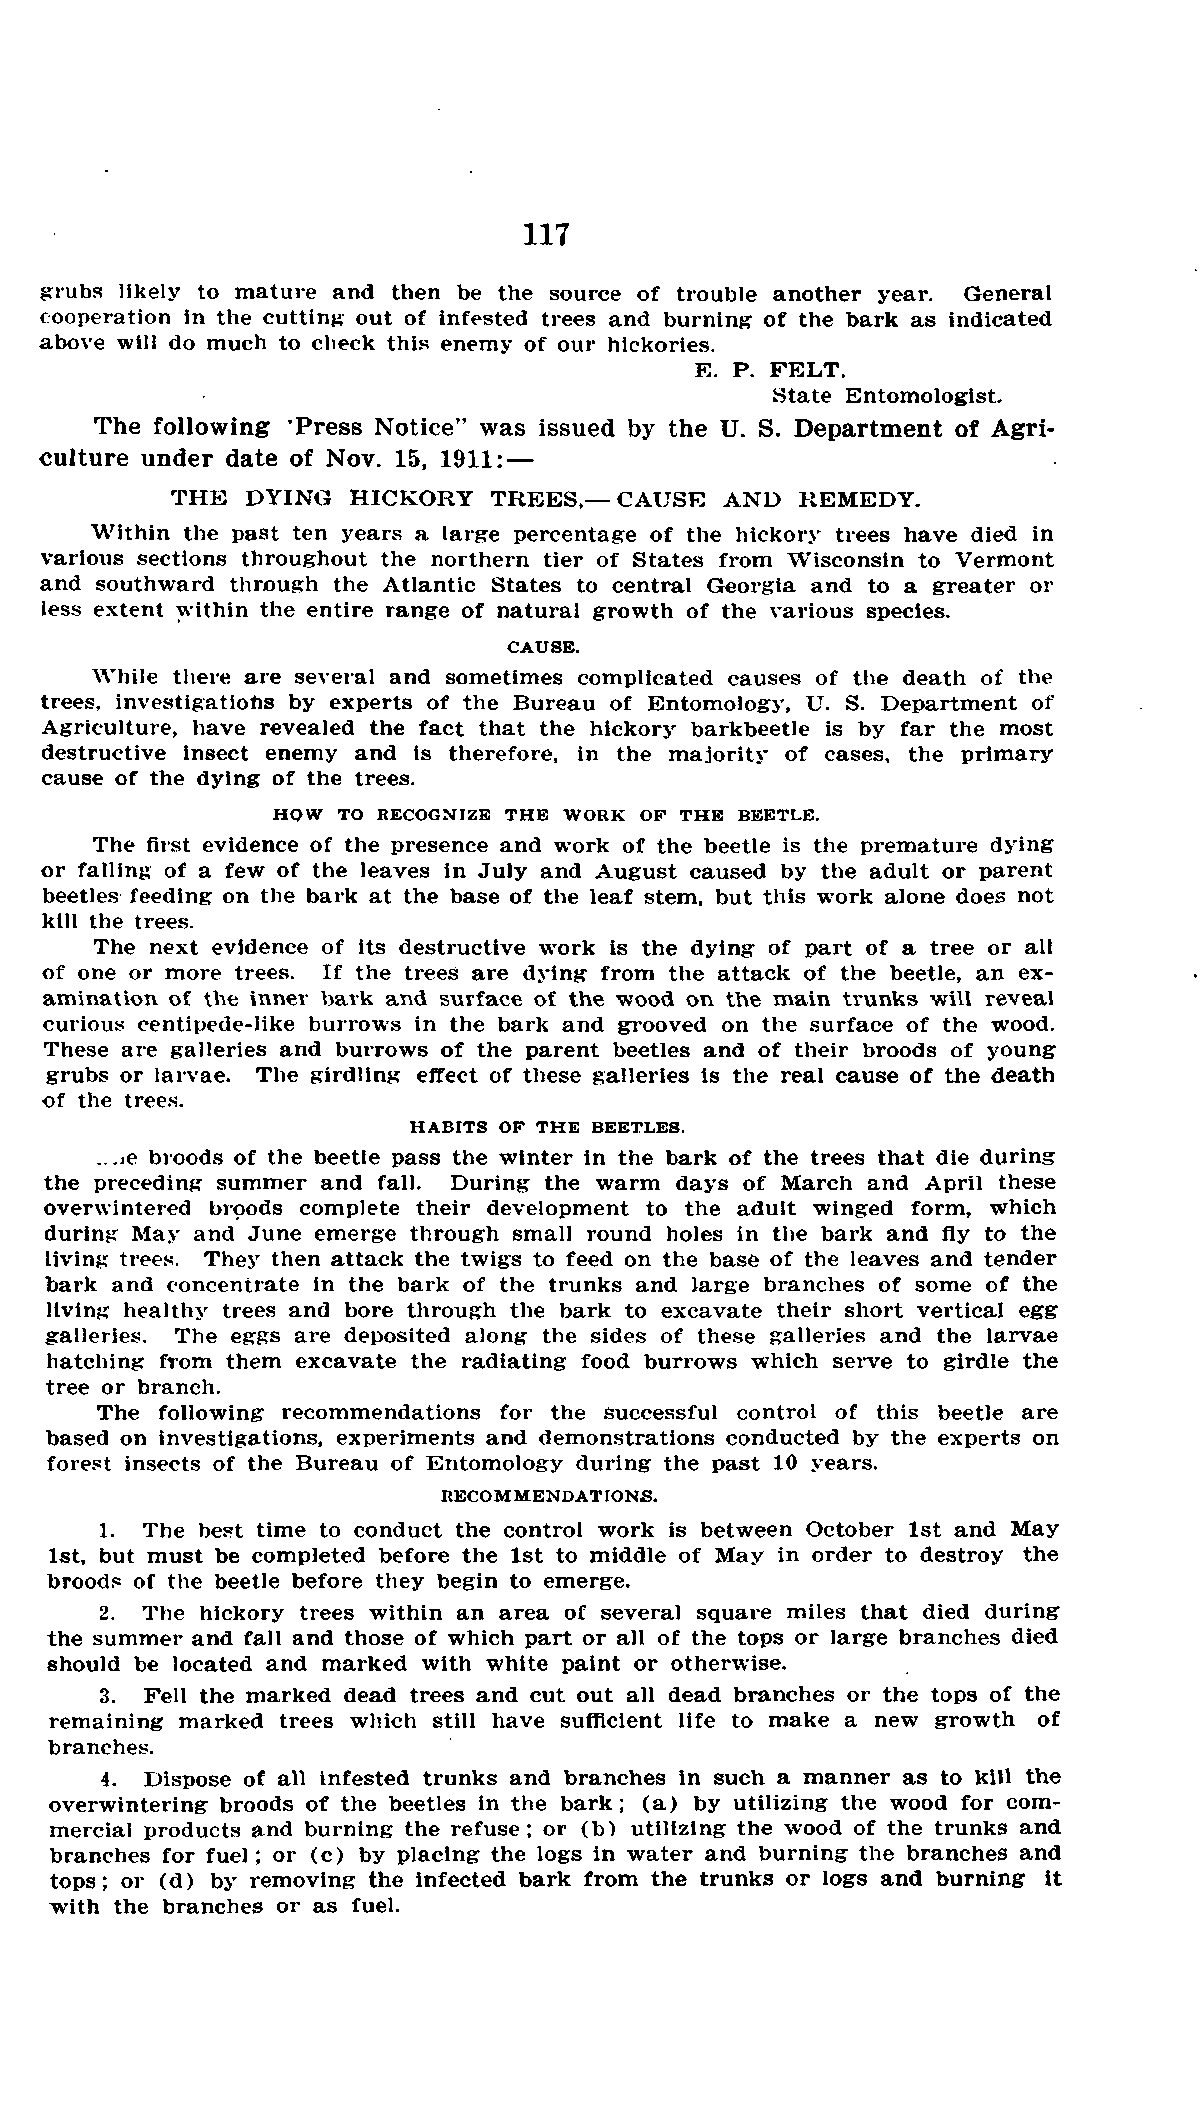 117
grubs likely to mature and then be the source of trouble another year. General
cooperation in the cutting out of infested trees and burning of the bark as indicated
above will do much to check this enemy of our hickories.
E. P. FELT.
State Entomologist.
The following 'Press Notice" was issued by the U. S. Department of Agri-
culture under date of Nov. 15, 1911:—
THE DYING HICKORY TREES,—CAUSE AND REMEDY.
Within the past ten years a large percentage of the hickory trees have died in
various sections throughout the northern tier of States from Wisconsin to Vermont
and southward through the Atlantic States to central Georgia and to a greater or
less extent within the entire range of natural growth of the various species.
CAUSE.
While there are several and sometimes complicated causes of the death of the
trees, investigations by experts of the Bureau of Entomology, U. S. Department of
Agriculture, have revealed the fact that the hickory barkbeetle is by far the most
destructive insect enemy and is therefore, in the majority of cases, the primary
cause of the dying of the trees.
HOW TO RECOGNIZE THE WORK OF THE BEETLE.
The first evidence of the presence and work of the beetle is the premature dying
or falling of a few of the leaves in July and August caused by the adult or parent
beetles feeding on the bark at the base of the leaf stem, but this work alone does not
kill the trees.
The next evidence of its destructive work is the dying of part of a tree or all
of one or more trees. If the trees are dying from the attack of the beetle, an ex-
amination of the inner bark and surface of the wood on the main trunks will reveal
curious centipede-like burrows in the bark and grooved on the surface of the wood.
These are galleries and burrows of the parent beetles and of their broods of young
grubs or larvae. The girdling effect of these galleries is the real cause of the death
of the trees.
HABITS OF THE BEETLES.
broods of the beetle pass the winter in the bark of the trees that die during
the preceding summer and fall. During the warm days of March and April these
overwintered broods complete their development to the adult winged form, which
during May and June emerge through small round holes in the bark and fly to the
living trees. They then attack the twigs to feed on the base of the leaves and tender
bark and concentrate in the bark of the trunks and large branches of some of the
living healthy trees and bore through the bark to excavate their short vertical egg
galleries. The eggs are deposited along the sides of these galleries and the larvae
hatching from them excavate the radiating food burrows which serve to girdle the
tree or branch.
The following recommendations for the successful control of this beetle are
based on investigations, experiments and demonstrations conducted by the experts on
forest insects of the Bureau of Entomology during the past 10 years.
RECOMMENDATIONS.
1. The best time to conduct the control work is between October 1st and May
1st, but must be completed before the 1st to middle of May in order to destroy the
broods of the beetle before they begin to emerge.
2. The hickory trees within an area of several square miles that died during
the summer and fall and those of which part or all of the tops or large branches died
should be located and marked with white paint or otherwise.
3. Fell the marked dead trees and cut out all dead branches or the tops of the
remaining marked trees which still have sufficient life to make a new growth of
branches.
4. Dispose of all infested trunks and branches in such a manner as to kill the
overwintering broods of the beetles in the bark; (a) by utilizing the wood for com-
mercial products and burning the refuse; or (b) utilizing the wood of the trunks and
branches for fuel; or (c) by placing the logs in water and burning the branches and
tops; or (d) by removing the infected bark from the trunks or logs and burning it
with the branches or as fuel.